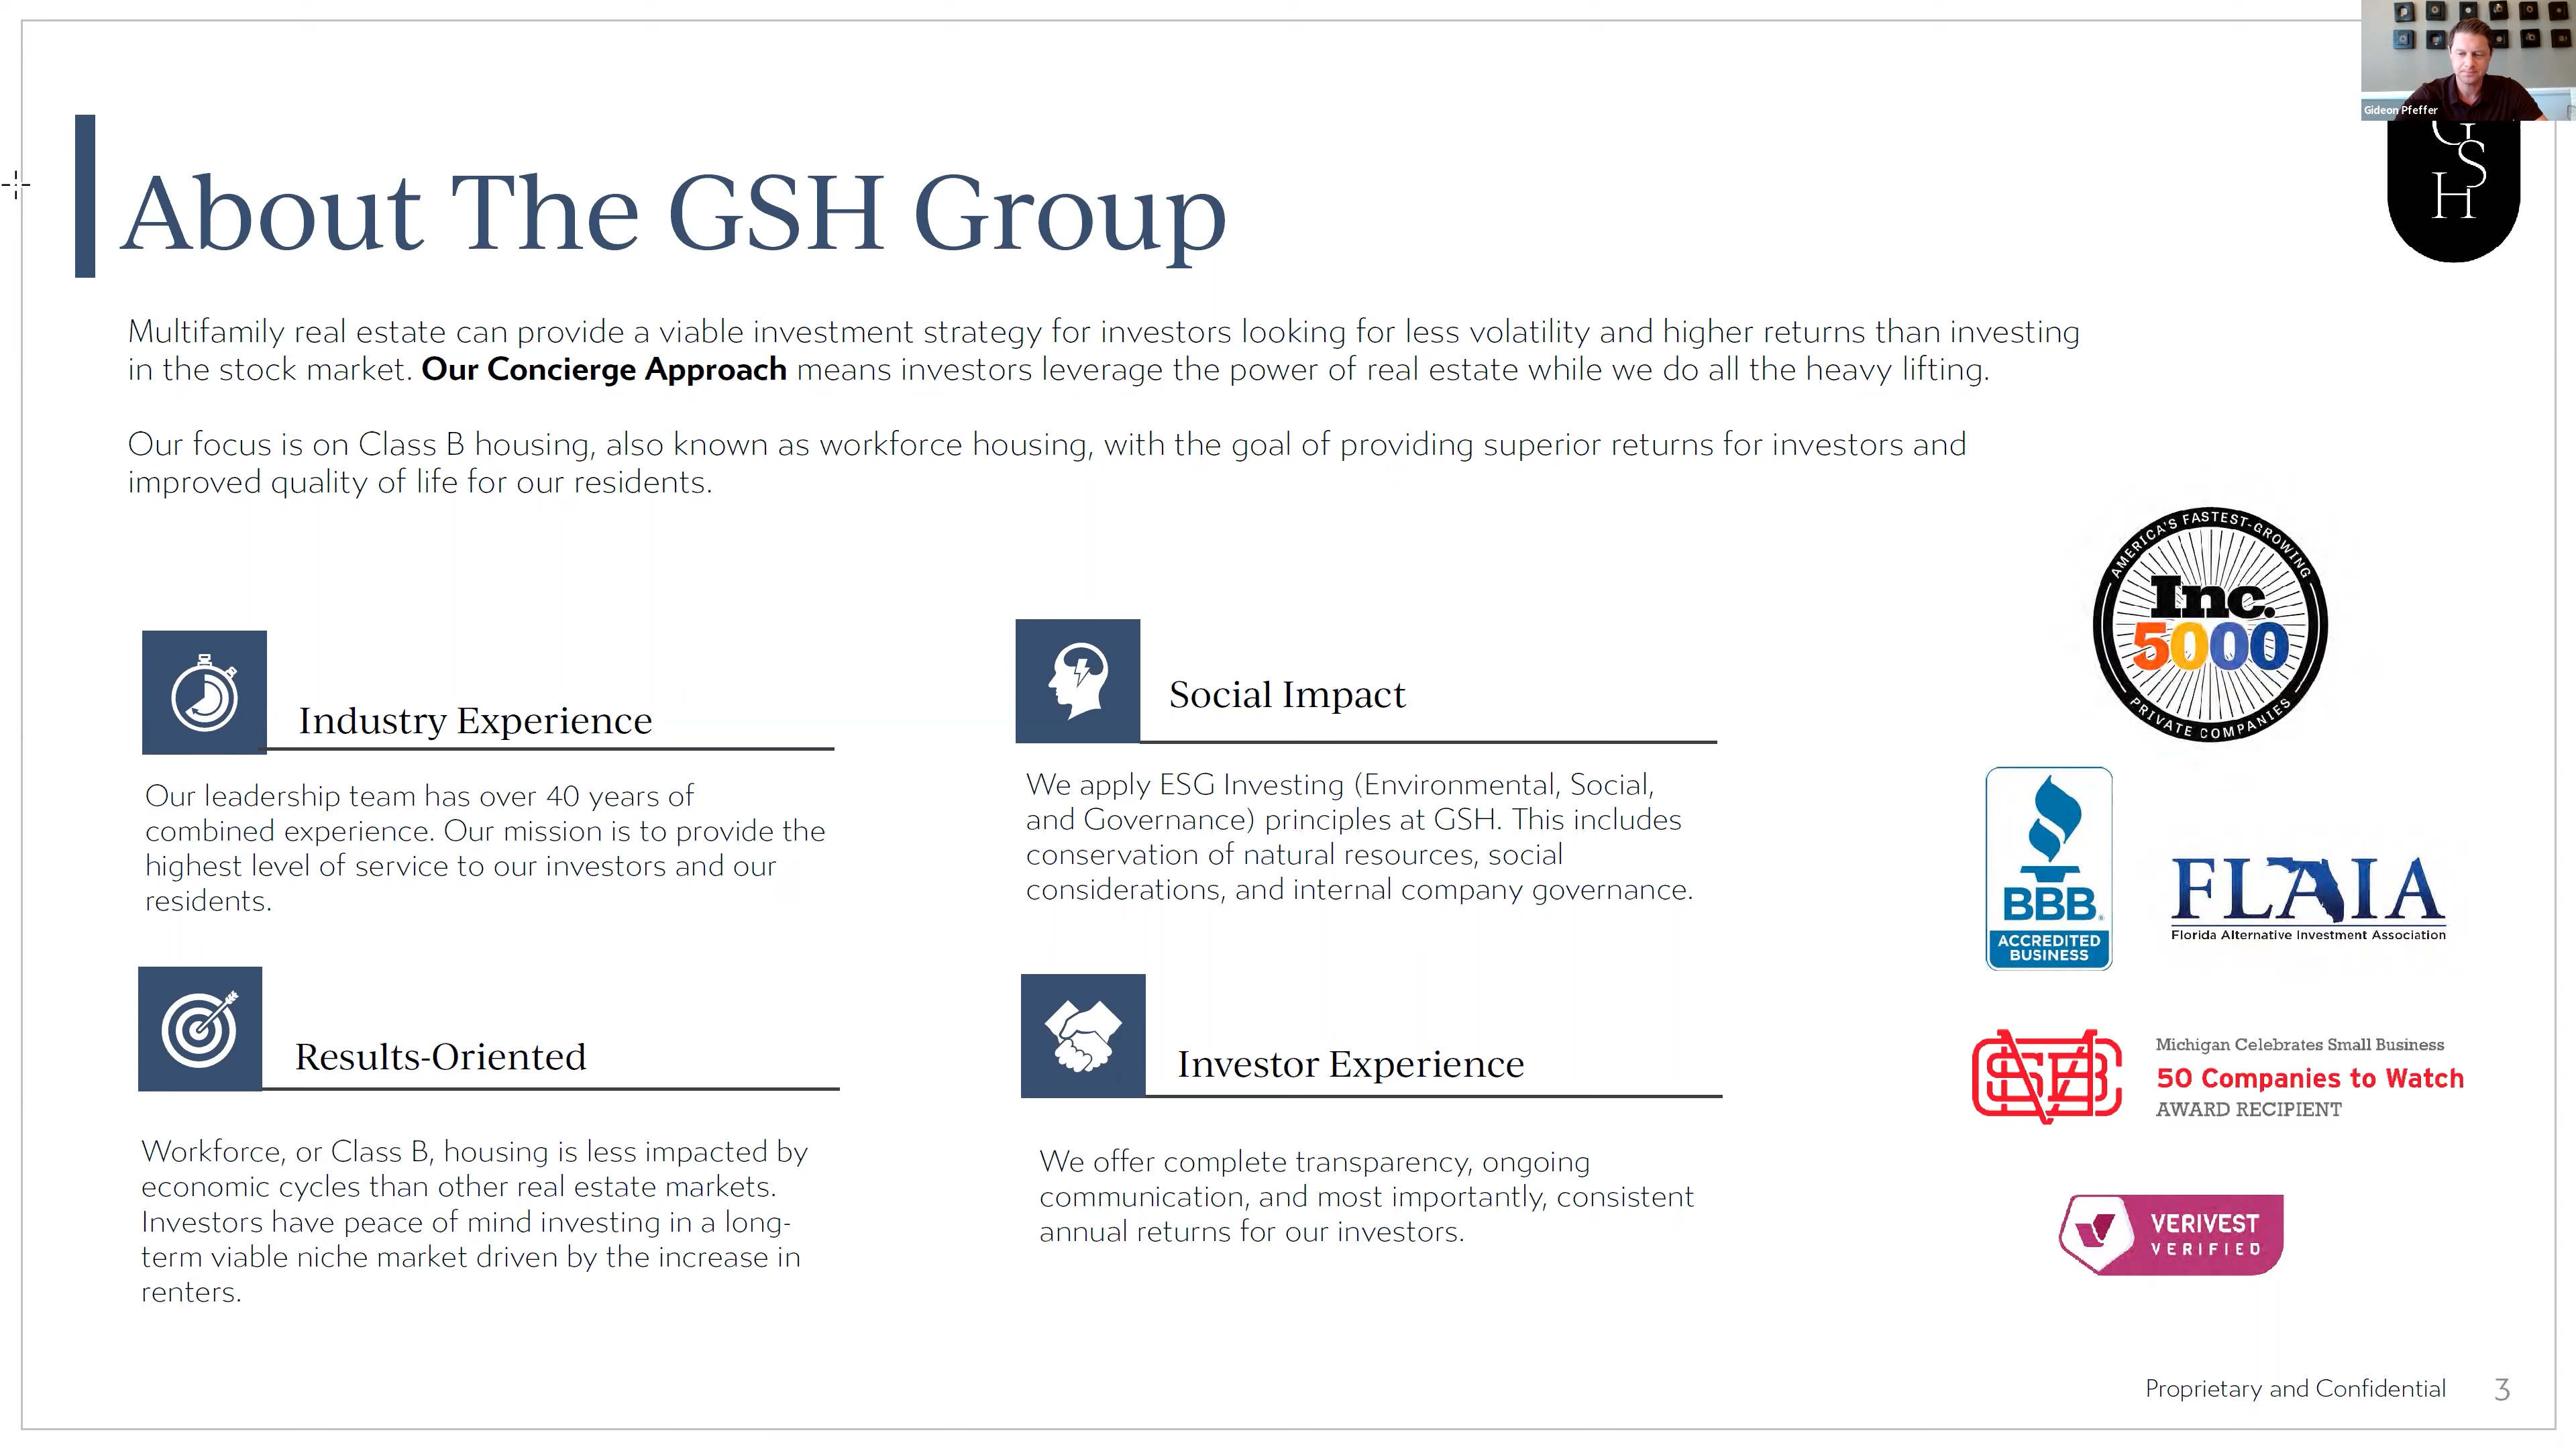 Gideon Pfeffer
GSH
About The GSH Group
Multifamily real estate can provide a viable investment strategy for investors looking for less volatility and higher returns than investing
in the stock market. Our Concierge Approach means investors leverage the power of real estate while we do all the heavy lifting.
Our focus is on Class B housing, also known as workforce housing, with the goal of providing superior returns for investors and
improved quality of life for our residents.
Industry Experience
Our leadership team has over 40 years of
combined experience. Our mission is to provide the
highest level of service to our investors and our
residents.
Social Impact
We apply ESG Investing (Environmental, Social,
and Governance) principles at GSH. This includes
conservation of natural resources, social
considerations, and internal company governance.
Results-Oriented
Workforce, or Class B, housing is less impacted by
economic cycles than other real estate markets.
Investors have peace of mind investing in a long-
term viable niche market driven by the increase in
renters.
Investor Experience
We offer complete transparency, ongoing
communication, and most importantly, consistent
annual returns for our investors.
AMERICA'S FASTEST-GROWING
Inc.
5000
PRIVATE COMPANIES
BBB
ACCREDITED
BUSINESS
FLAIA
Florida Alternative Investment Association
Michigan Celebrates Small Business
50 Companies to Watch
AWARD RECIPIENT
VERIVEST
VERIFIED
Proprietary and Confidential 3